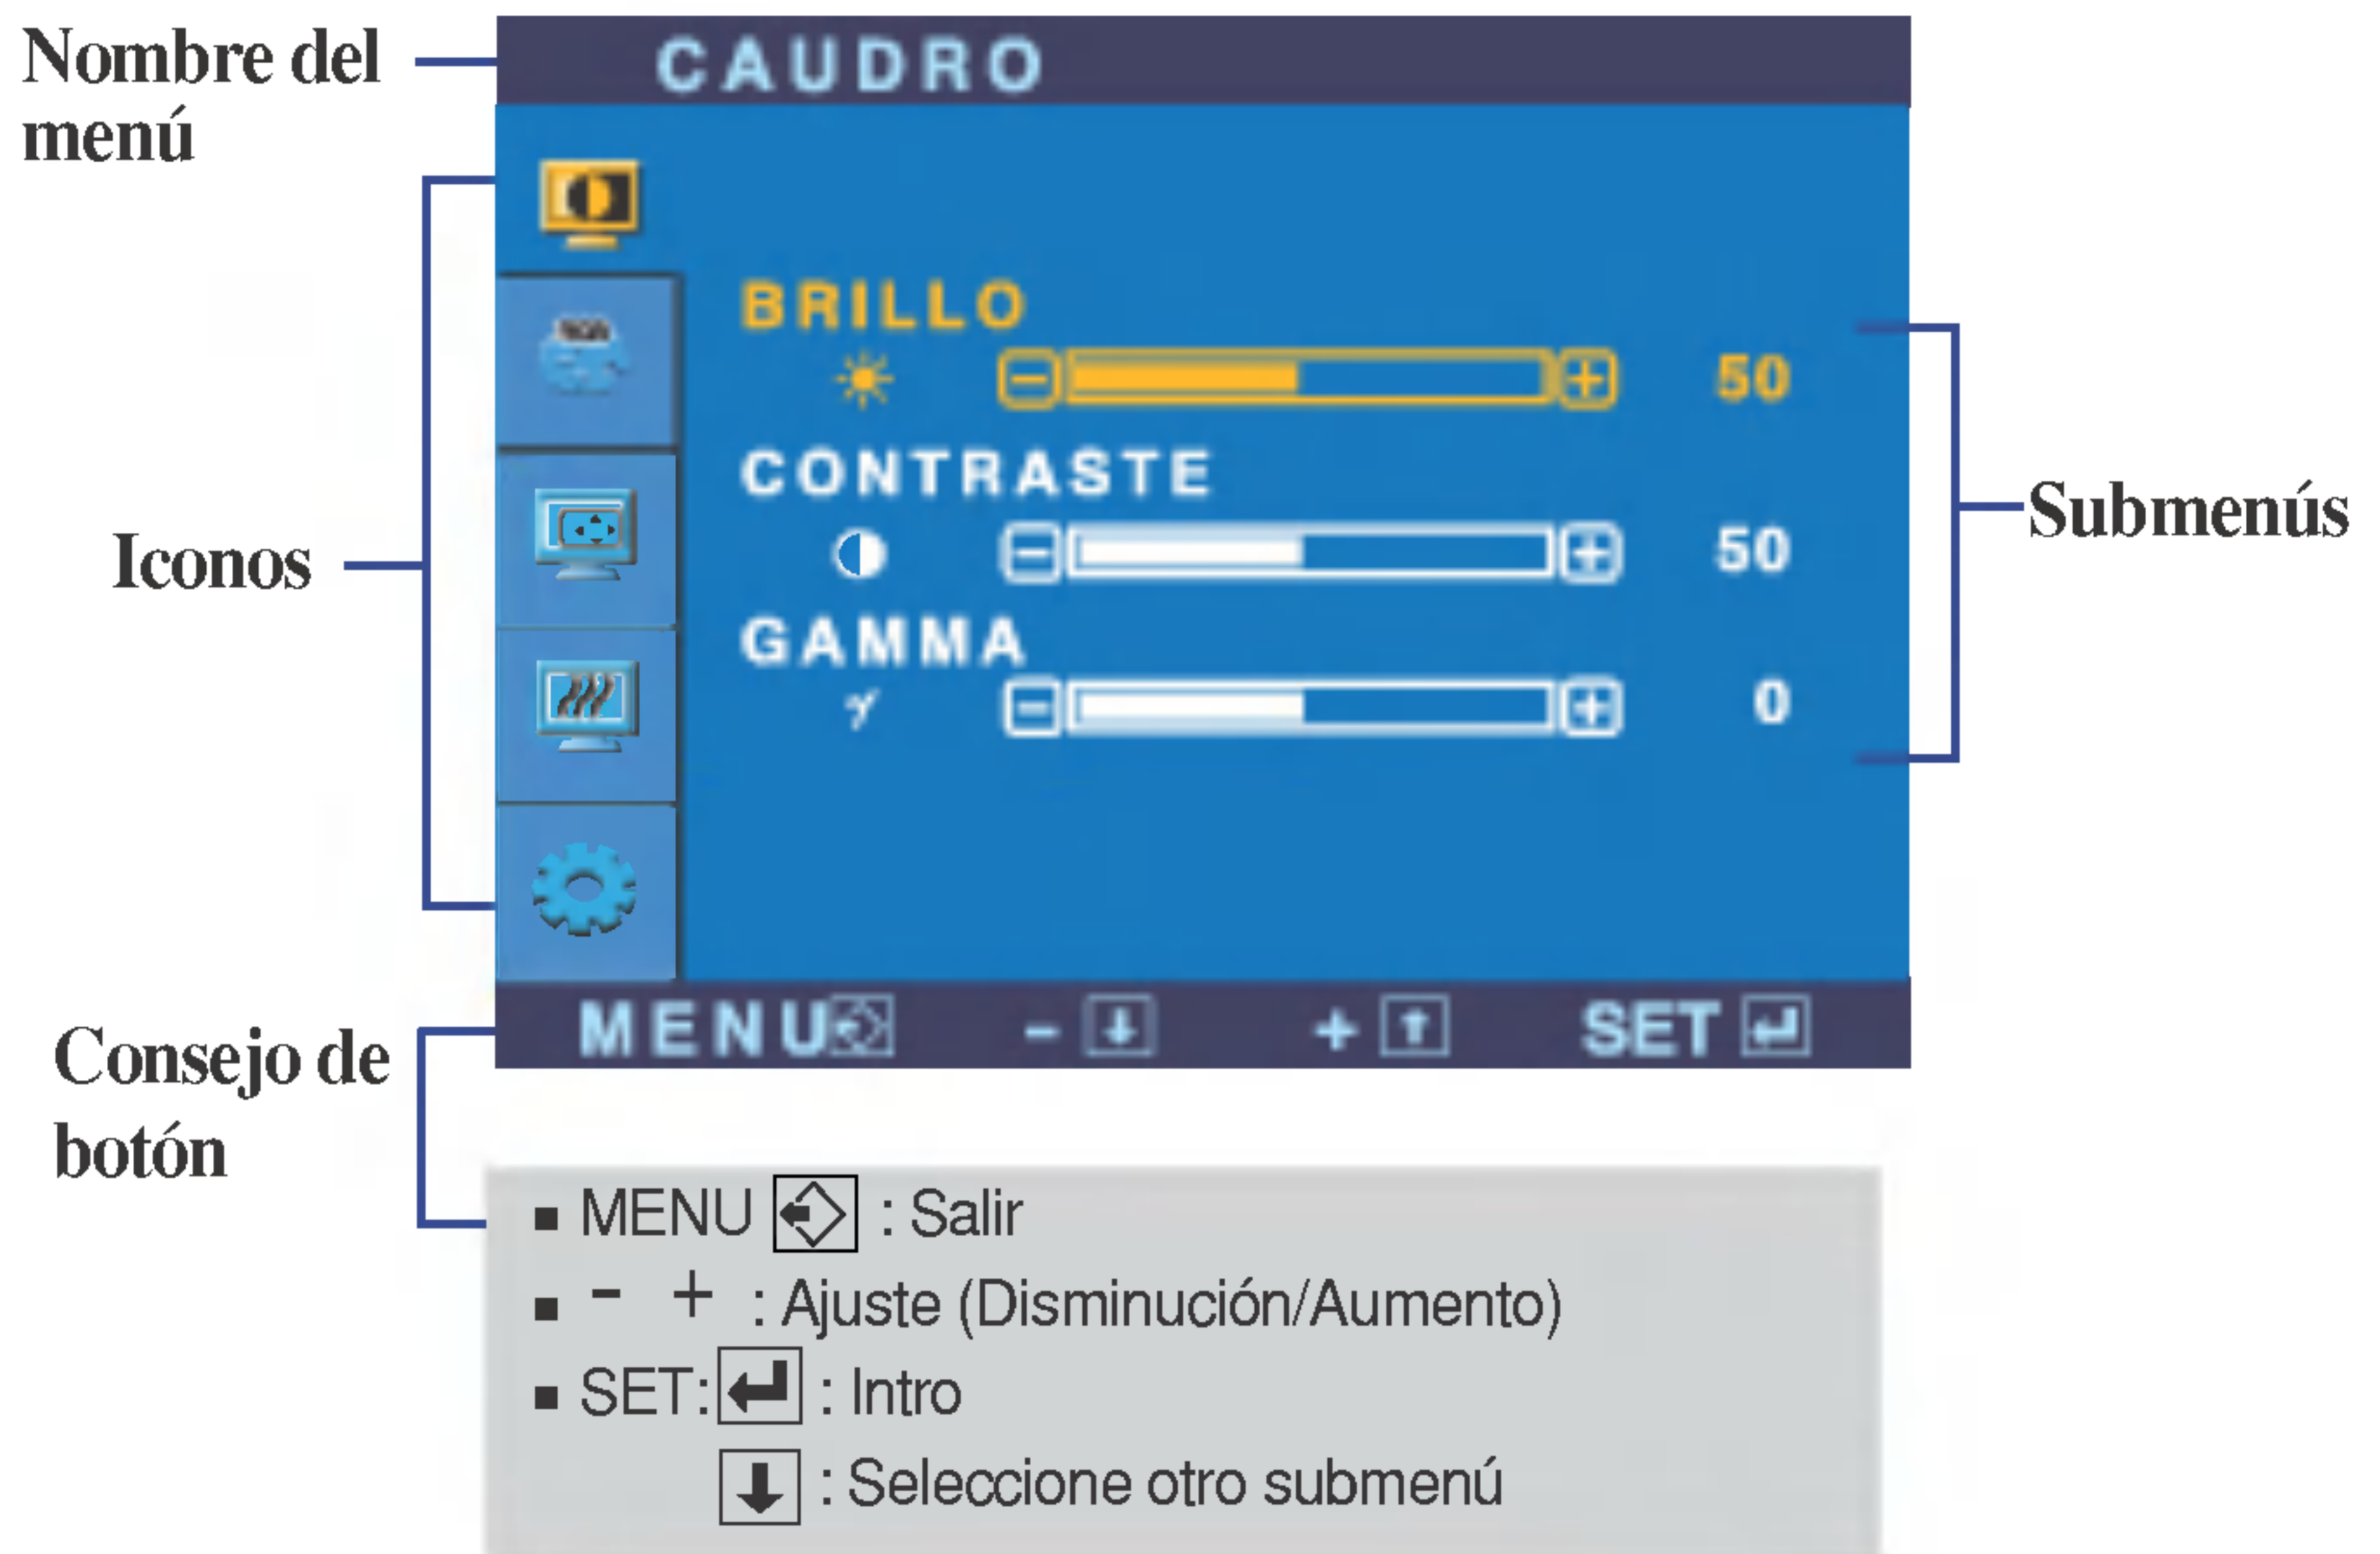 Nombre del
menú
CAUDRO
BRILLO
50
CONTRASTE
50
GAMMA
γ
0
Iconos
Submenús
MENU - + SET
Consejo de
botón
■ MENU : Salir
■ - + : Ajuste (Disminución/Aumento)
■ SET: : Intro
: Seleccione otro submenú